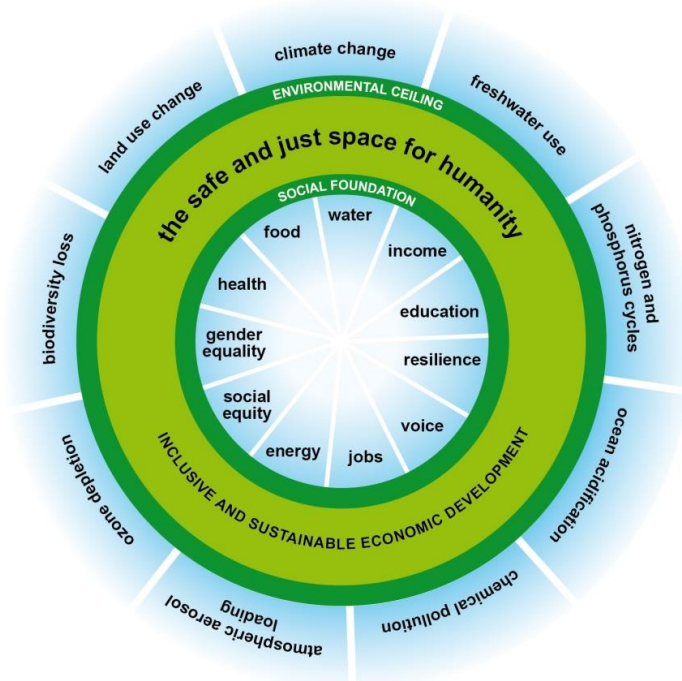 climate change
freshwater use
nitrogen and
phosphorus cycles
ocean acidification
chemical pollution
atmospheric aerosol
loading
ozone depletion
biodiversity loss
land use change
ENVIRONMENTAL CEILING
the safe and just space for humanity
SOCIAL FOUNDATION
water
income
education
resilience
voice
jobs
energy
social
equity
gender
equality
health
food
INCLUSIVE AND SUSTAINABLE ECONOMIC DEVELOPMENT